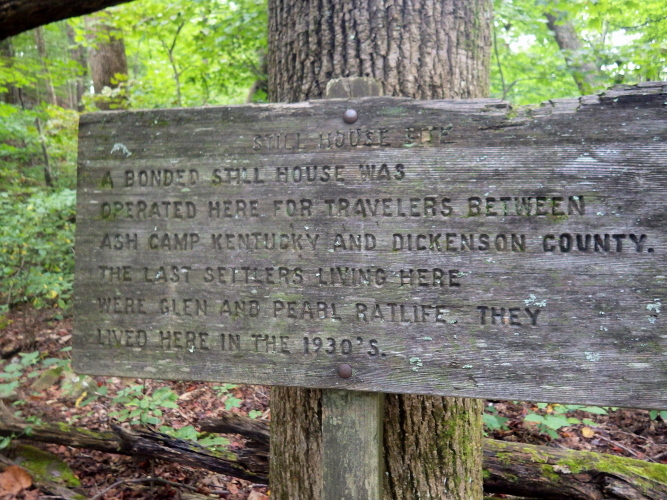 STILL HOUSE SITE
A BONDED STILL HOUSE WAS
OPERATED HERE FOR TRAVELERS BETWEEN
ASH CAMP KENTUCKY AND DICKENSON COUNTY.
THE LAST SETTLERS LIVING HERE
WERE GLEN AND PEARL RATLIFE. THEY
LIVED HERE IN THE 1930'S.